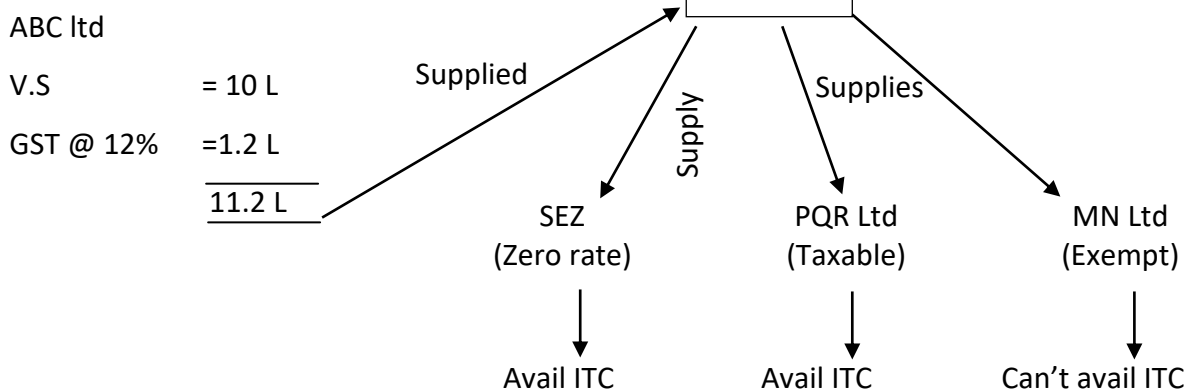 ABC ltd
V.S = 10 L
GST @ 12% =1.2 L
11.2 L
Supplied
Supply
Supplies
SEZ
(Zero rate)
PQR Ltd
(Taxable)
MN Ltd
(Exempt)
Avail ITC
Avail ITC
Can’t avail ITC